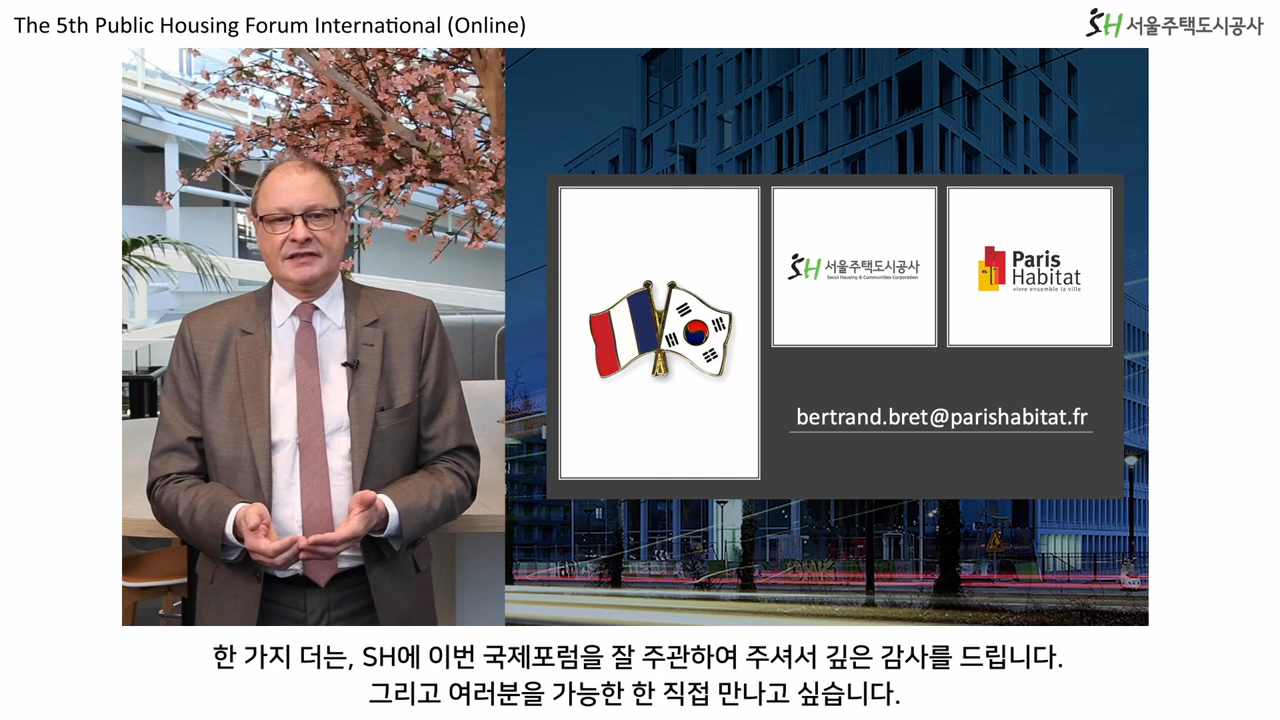 The 5th Public Housing Forum International (Online)
SH 서울주택도시공사
SH 서울주택도시공사
Seoul Housing & Communities Corporation
Paris
Habitat
vivre ensemble la ville
bertrand.bret@parishabitat.fr
한 가지 더는, SH에 이번 국제포럼을 잘 주관하여 주셔서 깊은 감사를 드립니다.
그리고 여러분을 가능한 한 직접 만나고 싶습니다.